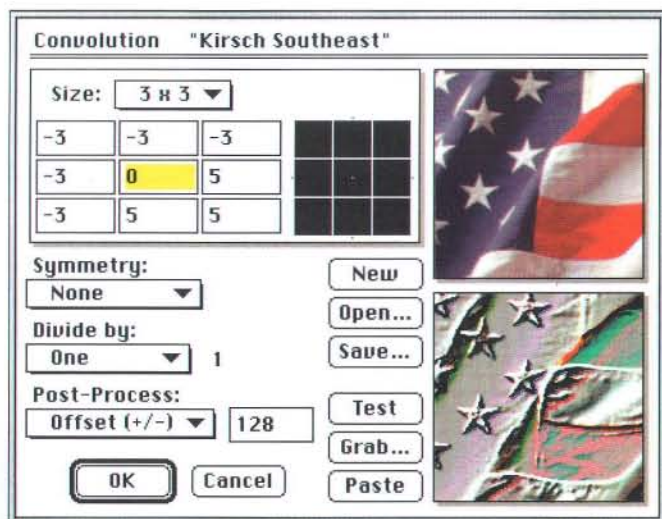 Convolution "Kirsch Southeast"
Size: 3 x 3
-3 -3 -3
-3 0 5
-3 5 5
Symmetry:
None
Divide by:
One 1
Post-Process:
Offset (+/-) 128
New
Open...
Save...
Test
Grab...
Paste
OK Cancel